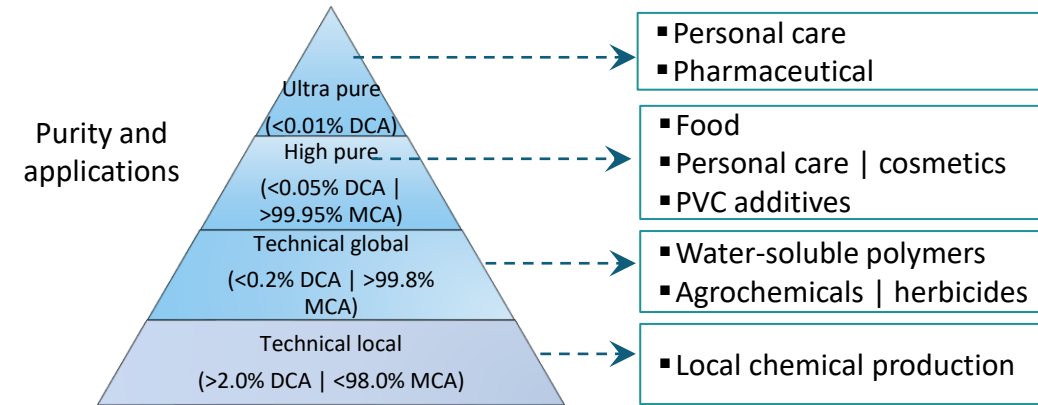 Purity and
applications
Ultra pure
(<0.01% DCA)
High pure
(<0.05% DCA |
>99.95% MCA)
Technical global
(<0.2% DCA | >99.8%
MCA)
Technical local
(>2.0% DCA | <98.0% MCA)
▪ Personal care
▪ Pharmaceutical
▪ Food
▪ Personal care | cosmetics
▪ PVC additives
▪ Water-soluble polymers
▪ Agrochemicals | herbicides
▪ Local chemical production